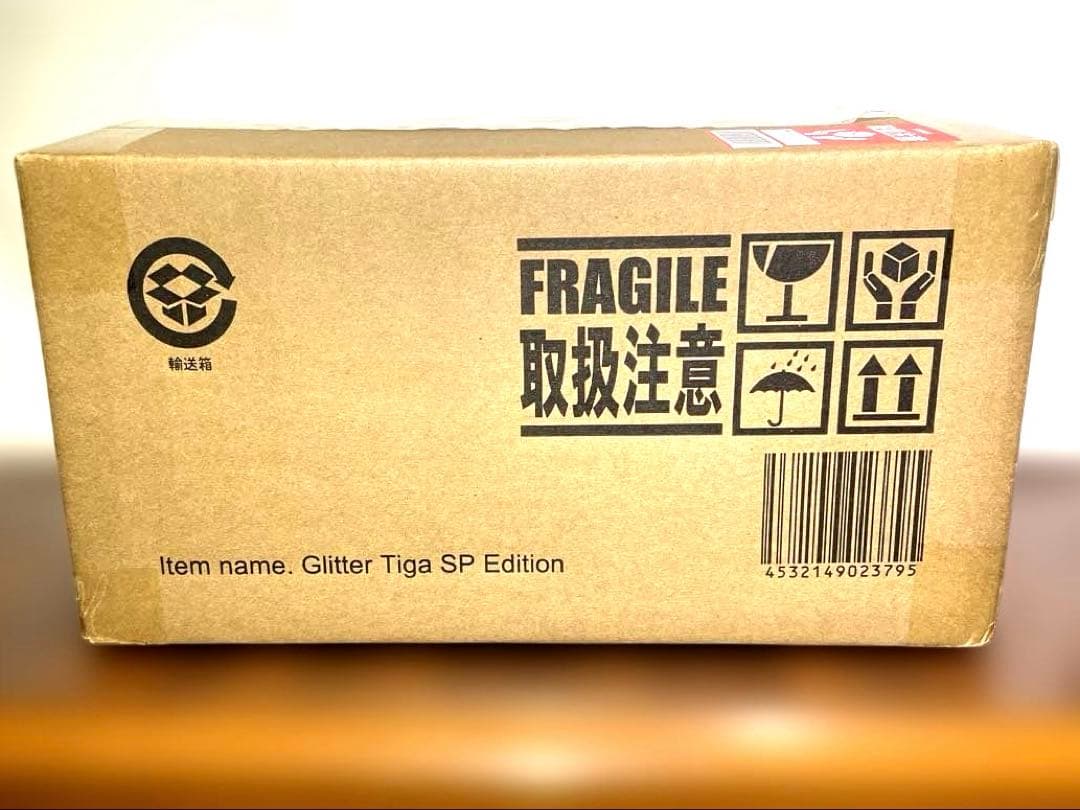 輸送箱
FRAGILE
取扱注意
Item name. Glitter Tiga SP Edition
4532149023795